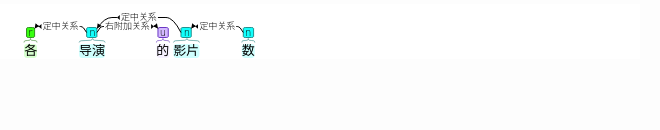 定中关系
定中关系 右附加关系 定中关系
r n u n n
各 导演 的 影片 数